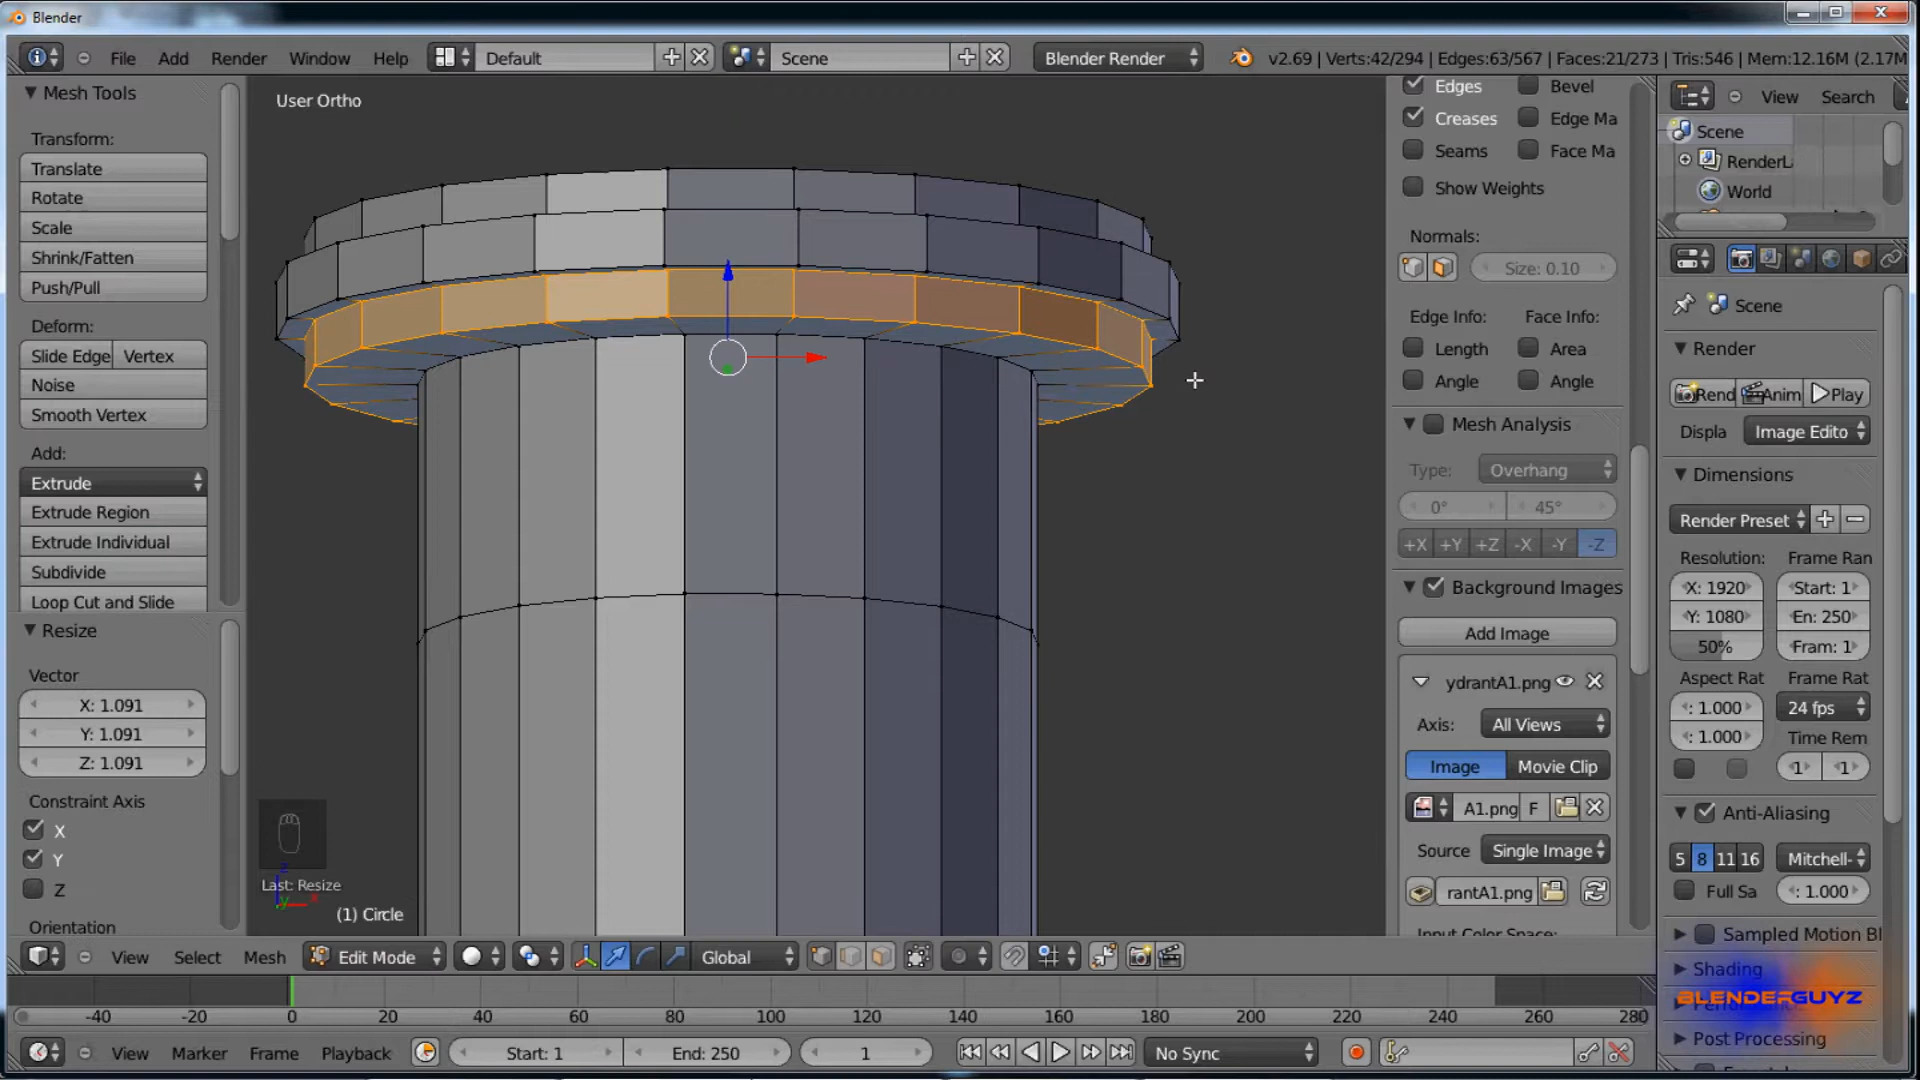 Blender
File Add Render Window Help Default Scene Blender Render v2.69 | Verts:42/294 | Edges:63/567 | Faces:21/273 | Tris:546 | Mem:12.16M (2.17M
Mesh Tools
Transform:
Translate
Rotate
Scale
Shrink/Fatten
Push/Pull
Deform:
Slide Edge Vertex
Noise
Smooth Vertex
Add:
Extrude
Extrude Region
Extrude Individual
Subdivide
Loop Cut and Slide
Resize
Vector
X: 1.091
Y: 1.091
Z: 1.091
Constraint Axis
X
Y
Z
Orientation
User Ortho
Last: Resize
z
y x
(1) Circle
Edges Bevel
Creases Edge Ma
Seams Face Ma
Show Weights
Normals:
Size: 0.10
Edge Info: Face Info:
Length Area
Angle Angle
Mesh Analysis
Type: Overhang
0° 45°
+X +Y +Z -X -Y -Z
Background Images
Add Image
ydrantA1.png
Axis: All Views
Image Movie Clip
A1.png F
Source Single Image
rantA1.png
Input Color Space:
View Search
Scene
RenderLa
World
Scene
Render
Rend Anim Play
Displa Image Edito
Dimensions
Render Preset
Resolution: Frame Ran
X: 1920 Start: 1
Y: 1080 En: 250
50% Fram: 1
Aspect Rat Frame Rat
: 1.000 24 fps
: 1.000 Time Rem
1 1
Anti-Aliasing
5 8 11 16 Mitchell-
Full Sa : 1.000
Sampled Motion Bl
Shading
BLENDERGUYZ
Post Processing
View Select Mesh Edit Mode Global
-40 -20 0 20 40 60 80 100 120 140 160 180 200 220 240 260 280
View Marker Frame Playback Start: 1 End: 250 1 No Sync